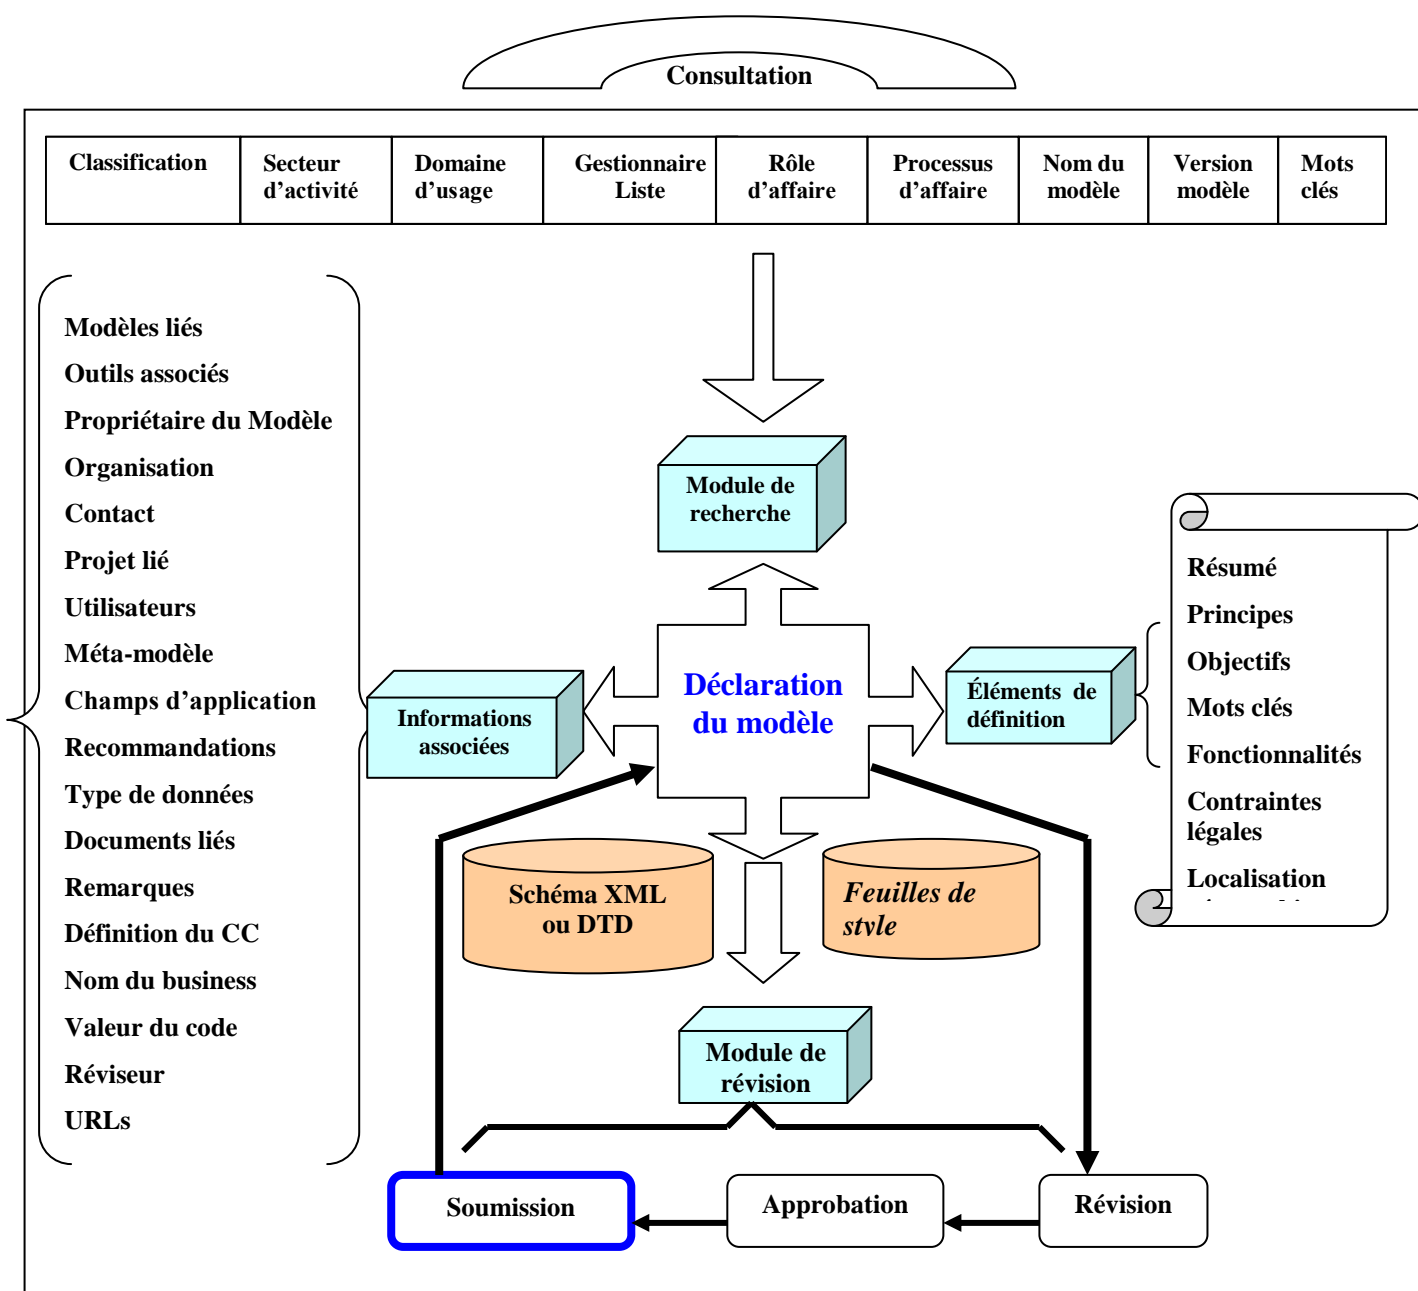 Consultation
Classification
Secteur
d'activité
Domaine
d'usage
Gestionnaire
Liste
Rôle
d'affaire
Processus
d'affaire
Nom du
modèle
Version
modèle
Mots
clés
Modèles liés
Outils associés
Propriétaire du Modèle
Organisation
Contact
Projet lié
Utilisateurs
Méta-modèle
Champs d'application
Recommandations
Type de données
Documents liés
Remarques
Définition du CC
Nom du business
Valeur du code
Réviseur
URLs
Module de
recherche
Déclaration
du modèle
Informations
associées
Éléments de
définition
Résumé
Principes
Objectifs
Mots clés
Fonctionnalités
Contraintes
légales
Localisation
Schéma XML
ou DTD
Feuilles de
style
Module de
révision
Soumission
Approbation
Révision